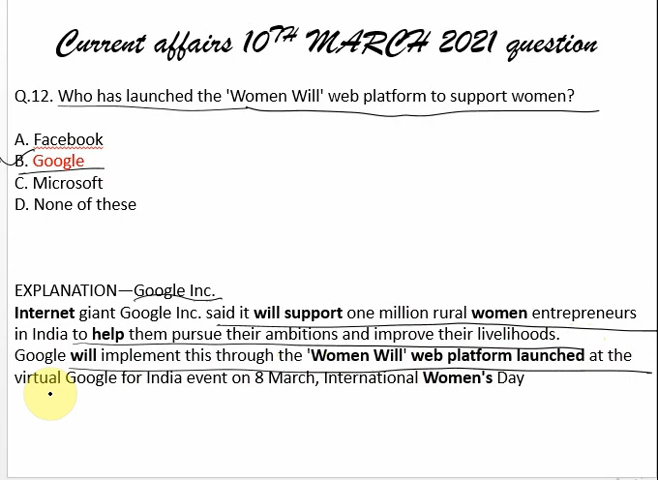 Current affairs 10TH MARCH 2021 question
Q.12. Who has launched the 'Women Will' web platform to support women?
A. Facebook
B. Google
C. Microsoft
D. None of these
EXPLANATION—Google Inc.
Internet giant Google Inc. said it will support one million rural women entrepreneurs
in India to help them pursue their ambitions and improve their livelihoods.
Google will implement this through the 'Women Will' web platform launched at the
virtual Google for India event on 8 March, International Women's Day